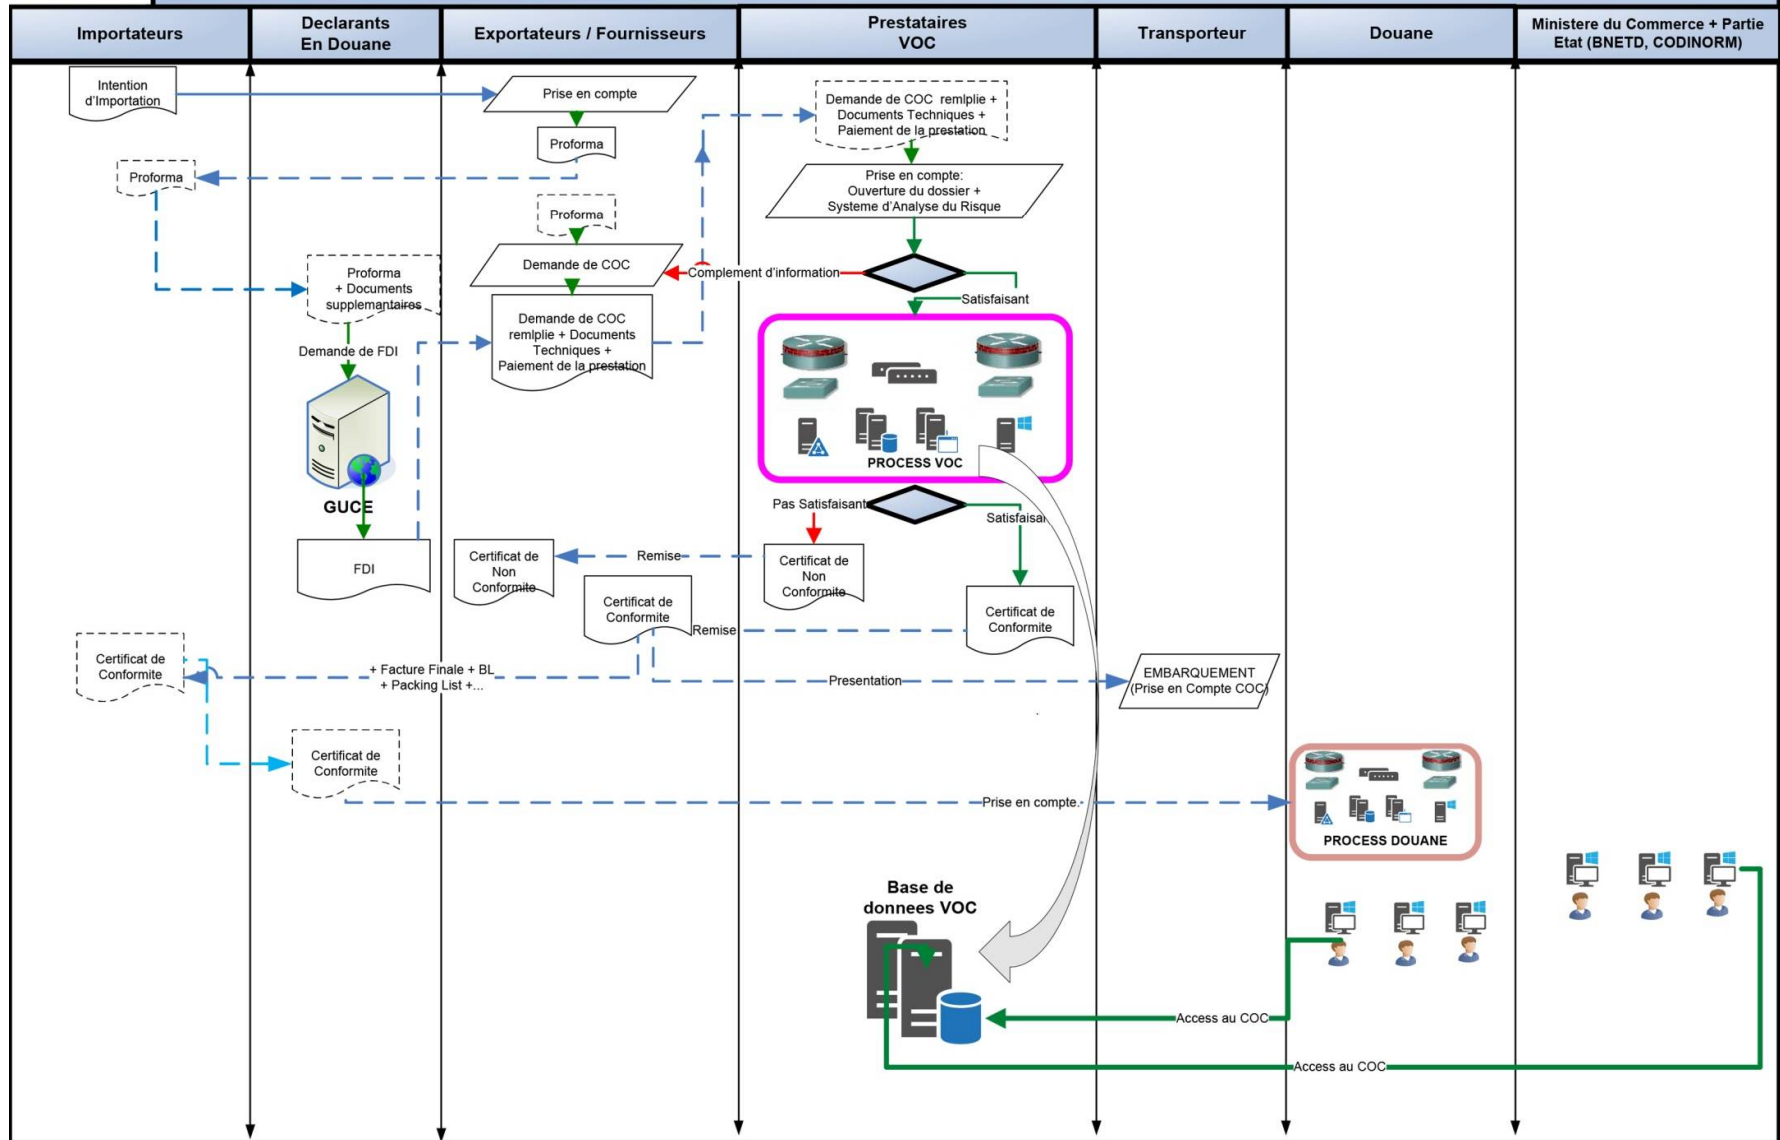 Importateurs
Declarants
En Douane
Exportateurs / Fournisseurs
Prestataires
VOC
Transporteur
Douane
Ministere du Commerce + Partie
Etat (BNETD, CODINORM)
Intention
d'Importation
Prise en compte
Demande de COC remlplie +
Documents Techniques +
Paiement de la prestation
Proforma
Proforma
Prise en compte:
Ouverture du dossier +
Systeme d'Analyse du Risque
Proforma
Demande de COC
Complement d'information
Proforma
+ Documents
supplemantaires
Satisfaisant
Demande de COC
remlplie + Documents
Techniques +
Paiement de la prestation
Demande de FDI
PROCESS VOC
GUCE
Pas Satisfaisant
Satisfaisa
FDI
Certificat de
Non
Conformite
Remise
Certificat de
Non
Conformite
Certificat de
Conformite
Certificat de
Conformite
Remise
Certificat de
Conformite
+ Facture Finale + BL
+ Packing List +...
Presentation
EMBARQUEMENT
(Prise en Compte COC)
Certificat de
Conformite
Prise en compte.
PROCESS DOUANE
Base de
donnees VOC
Access au COC
Access au COC